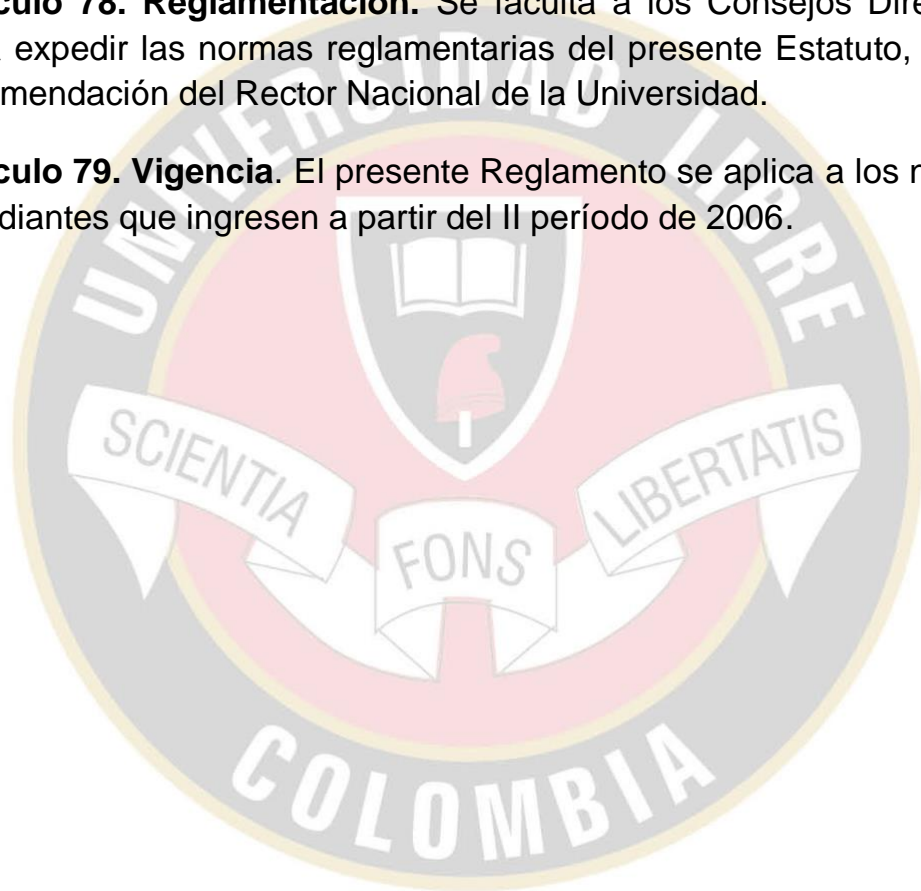 culo 78. Reglamentación. Se faculta a los Consejos Dire
expedir las normas reglamentarias del presente Estatuto,
mendación del Rector Nacional de la Universidad.
culo 79. Vigencia. El presente Reglamento se aplica a los
diantes que ingresen a partir del II período de 2006.
UNIVERSIDAD LIBRE
SCIENTIA
FONS
LIBERTATIS
COLOMBIA